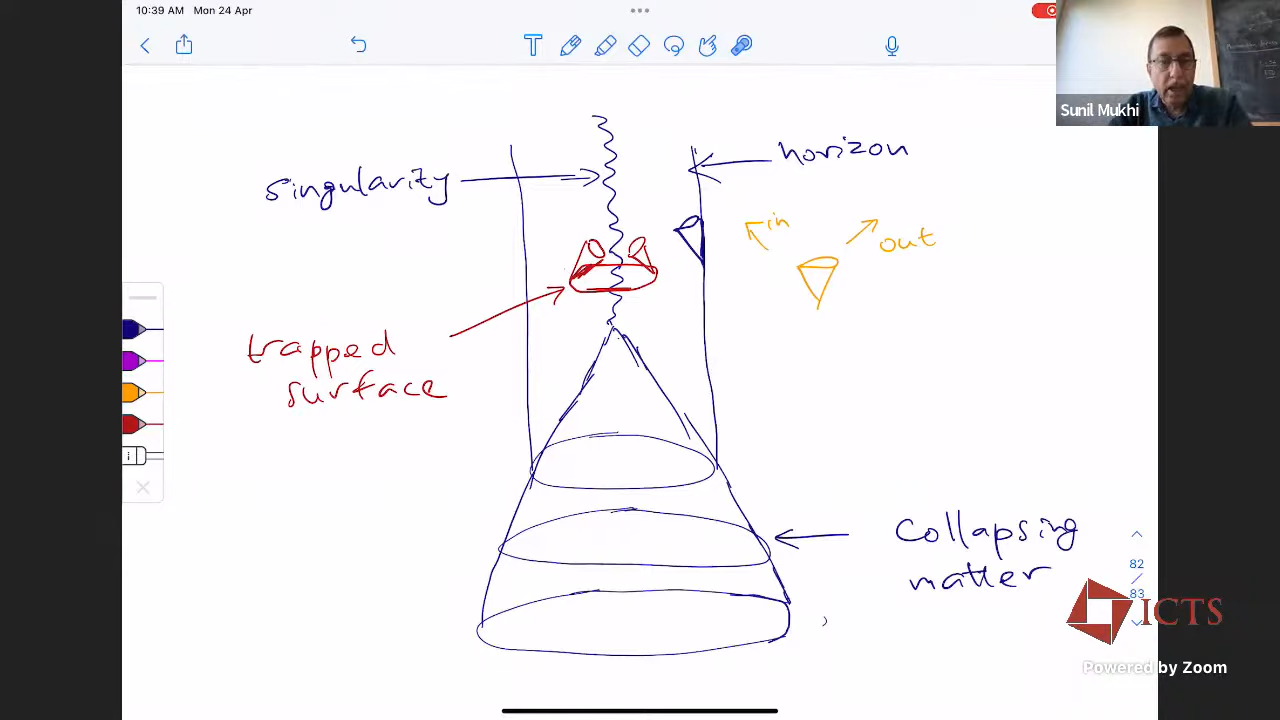 10:39 AM Mon 24 Apr
T
Sunil Mukhi
horizon
singularity
in
out
trapped
surface
Collapsing
matter
i
82
/
83
ICTS
Powered by Zoom